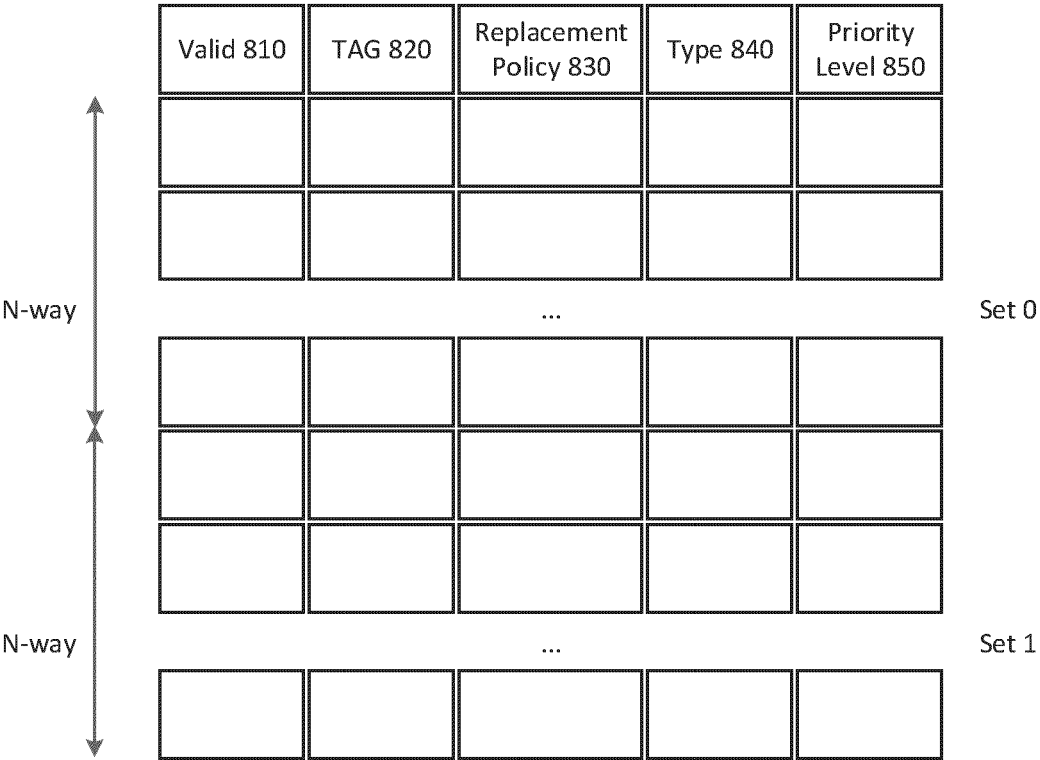 Valid 810
TAG 820
Replacement
Policy 830
Type 840
Priority
Level 850
N-way
...
Set 0
N-way
...
Set 1